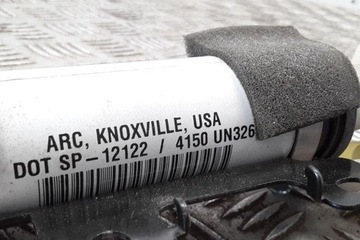 ARC, KNOXVILLE, USA
DOT SP-12122 / 4150 UN326